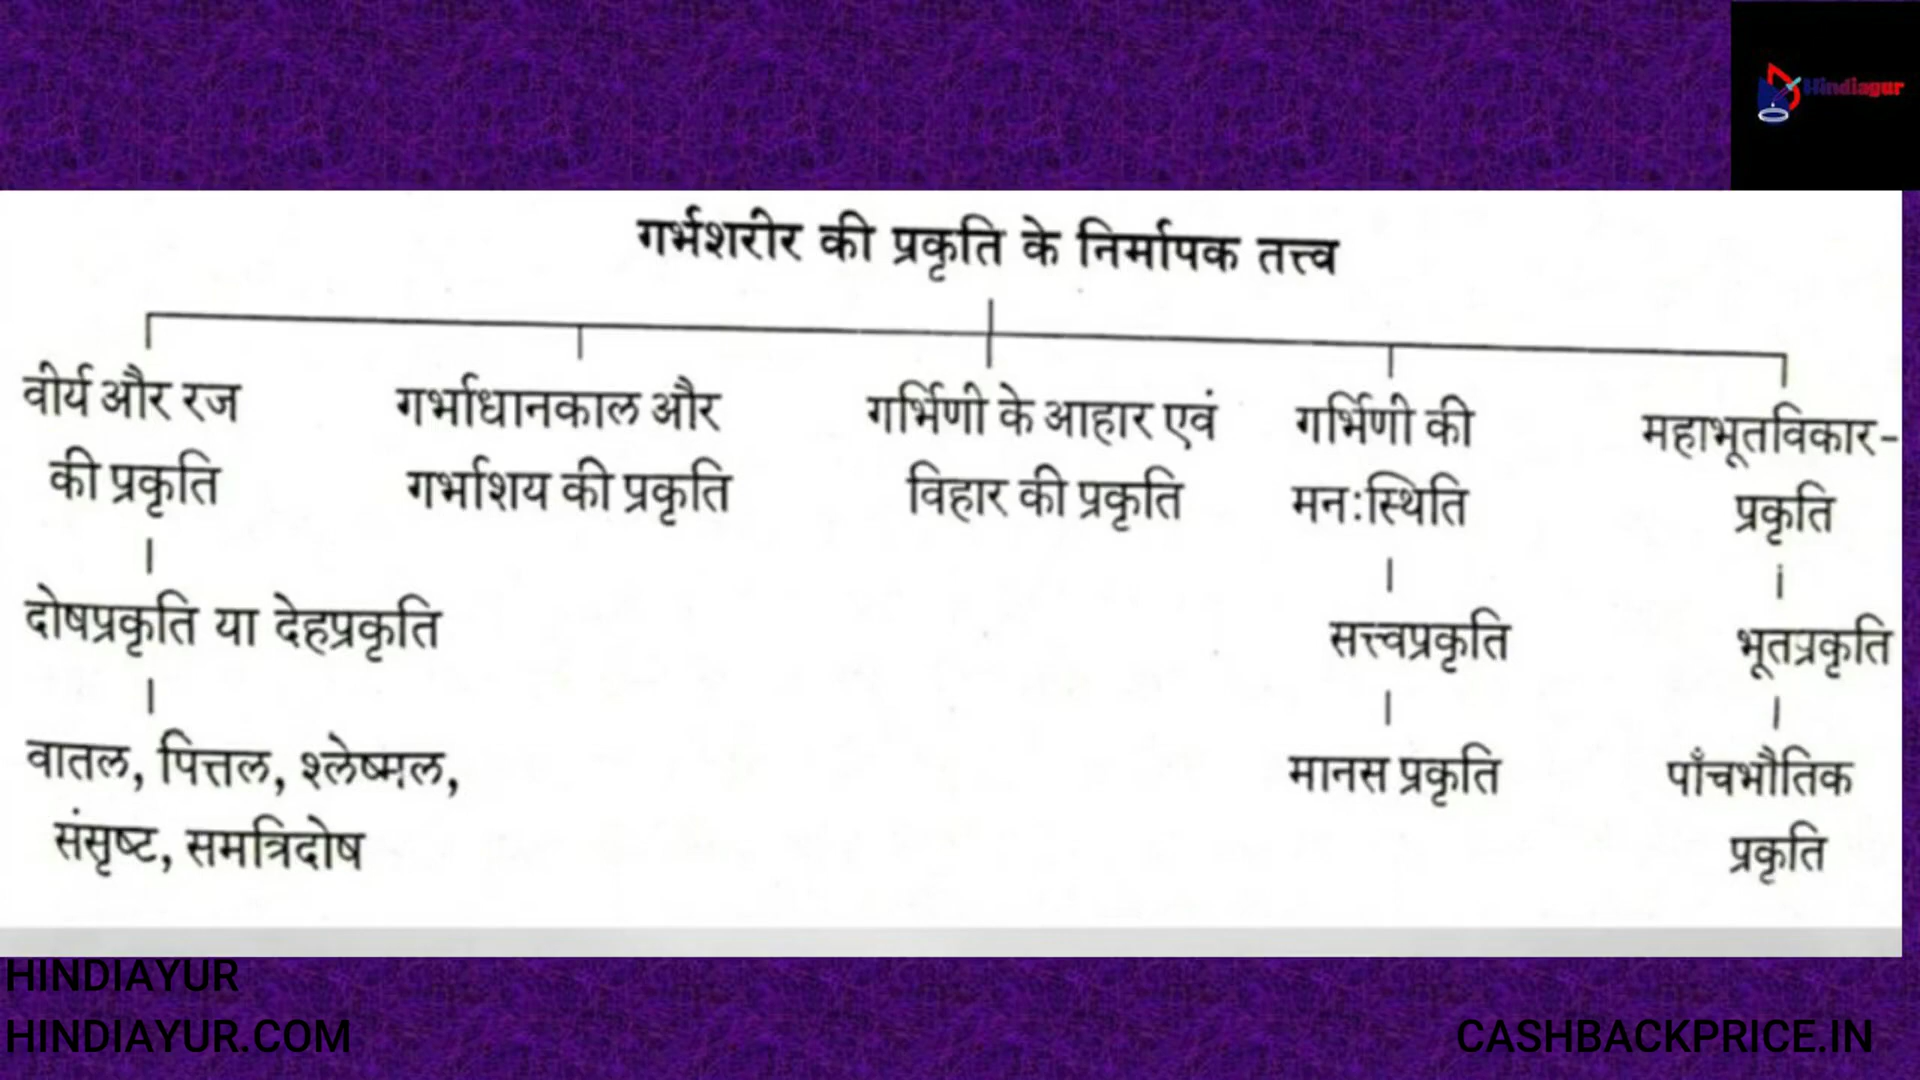 Hindiayur
गर्भशरीर की प्रकृति के निर्मापक तत्त्व
वीर्य और रज
की प्रकृति
गर्भाधानकाल और
गर्भाशय की प्रकृति
गर्भिणी के आहार एवं
विहार की प्रकृति
गर्भिणी की
मनःस्थिति
महाभूतविकार-
प्रकृति
दोषप्रकृति या देहप्रकृति
सत्त्वप्रकृति
भूतप्रकृति
वातल, पित्तल, श्लेष्मल,
संसृष्ट, समत्रिदोष
मानस प्रकृति
पाँचभौतिक
प्रकृति
HINDIAYUR
HINDIAYUR.COM
CASHBACKPRICE.IN